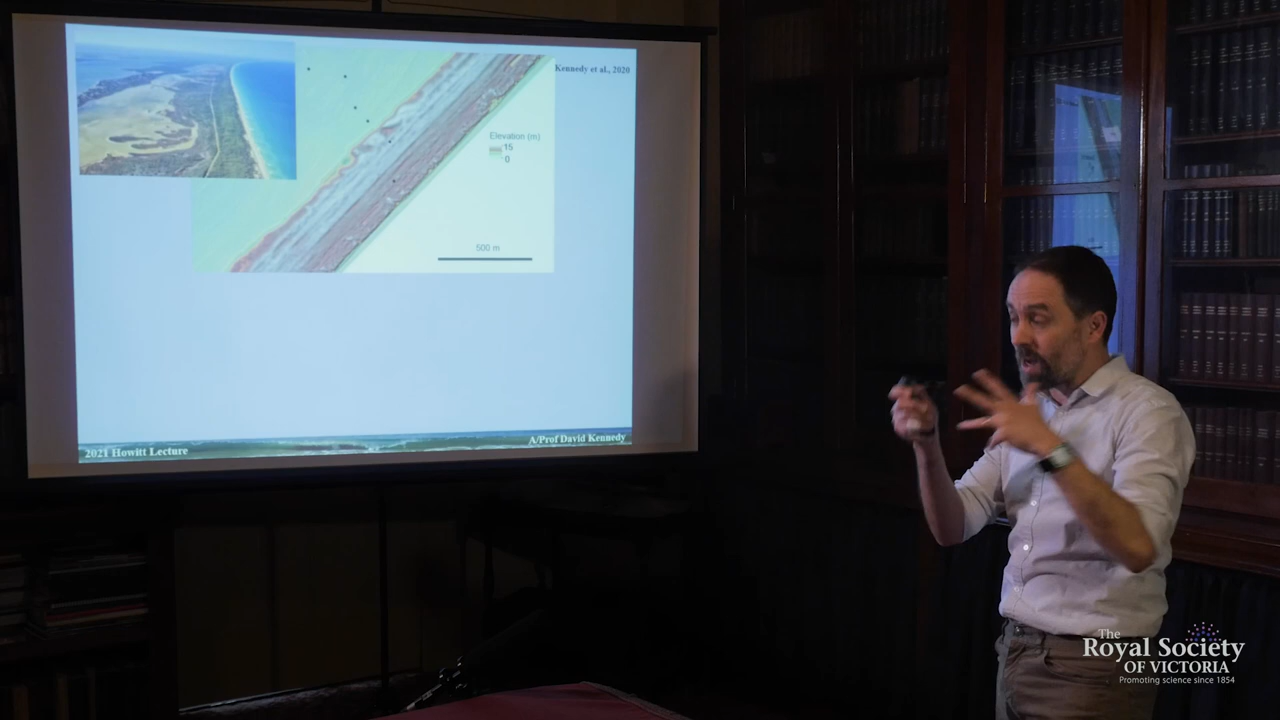 Kennedy et al., 2020
Elevation (m)
15
0
500 m
2021 Howitt Lecture
A/Prof David Kennedy
The
Royal Society
OF VICTORIA
Promoting science since 1854